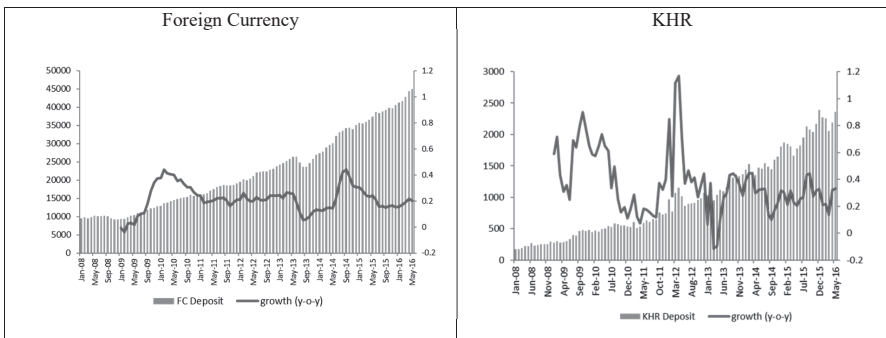 Foreign Currency
50000
45000
40000
35000
30000
25000
20000
15000
10000
5000
0
1.2
1
0.8
0.6
0.4
0.2
0
-0.2
Jan-08
May-08
Sep-08
Jan-09
May-09
Sep-09
Jan-10
May-10
Sep-10
Jan-11
May-11
Sep-11
Jan-12
May-12
Sep-12
Jan-13
May-13
Sep-13
Jan-14
May-14
Sep-14
Jan-15
May-15
Sep-15
Jan-16
May-16
FC Deposit growth (y-o-y)
KHR
3000
2500
2000
1500
1000
500
0
1.2
1
0.8
0.6
0.4
0.2
0
-0.2
Jan-08
Jun-08
Nov-08
Apr-09
Sep-09
Feb-10
Jul-10
Dec-10
May-11
Oct-11
Mar-12
Aug-12
Jan-13
Jun-13
Nov-13
Apr-14
Sep-14
Feb-15
Jul-15
Dec-15
May-16
KHR Deposit growth (y-o-y)